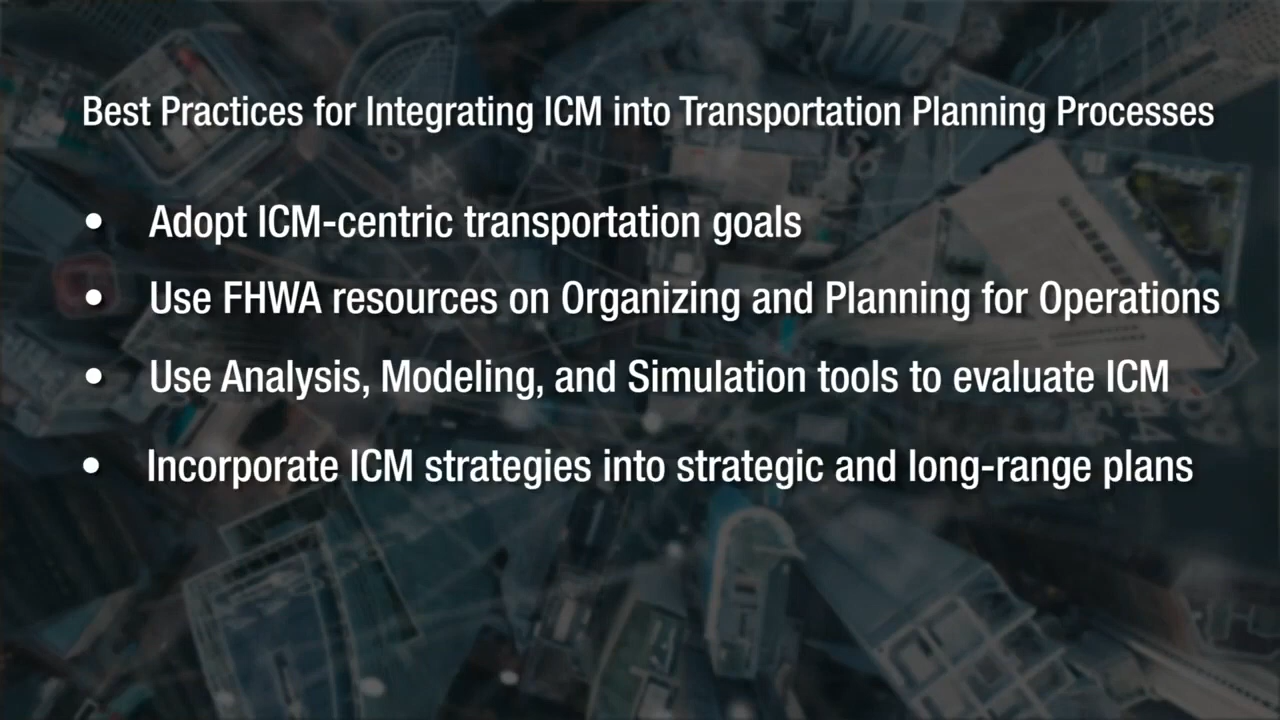 Best Practices for Integrating ICM into Transportation Planning Processes
• Adopt ICM-centric transportation goals
• Use FHWA resources on Organizing and Planning for Operations
• Use Analysis, Modeling, and Simulation tools to evaluate ICM
• Incorporate ICM strategies into strategic and long-range plans